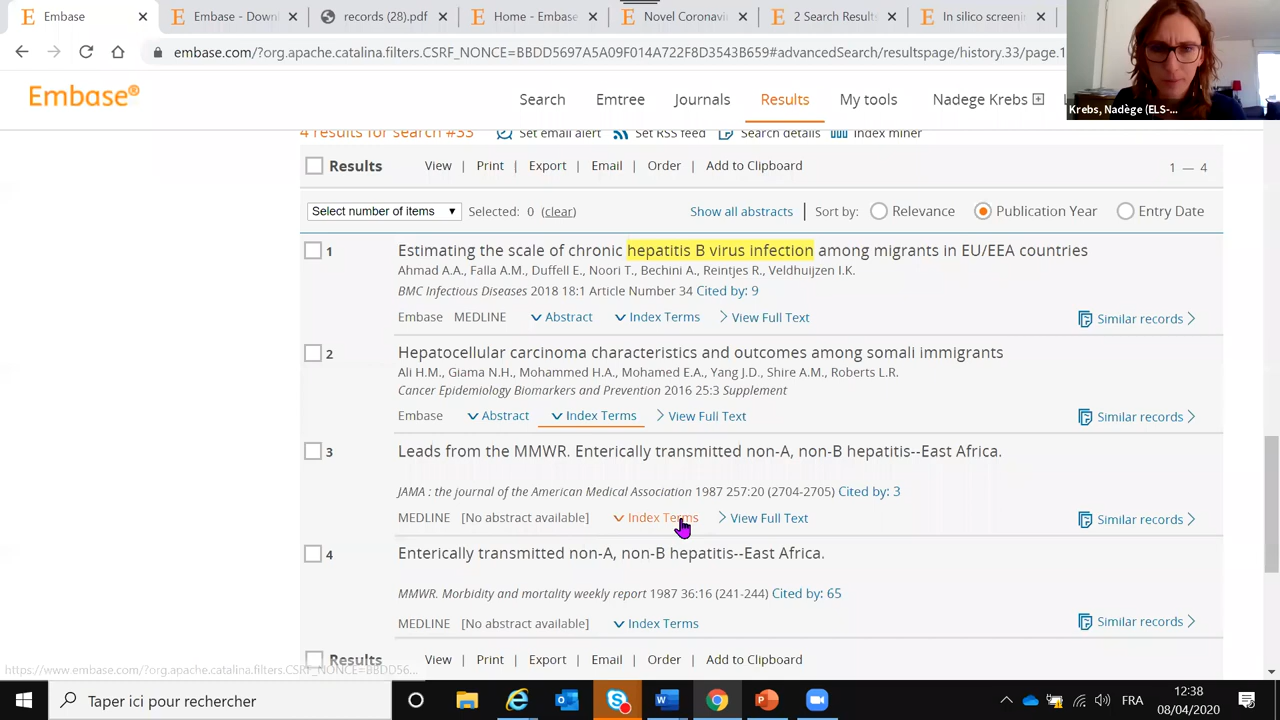 Embase
Embase - Down
records (28).pdf
Home - Embase
Novel Coronavi
2 Search Result
In silico screeni
embase.com/?org.apache.catalina.filters.CSRF_NONCE=BBDD5697A5A09F014A722F8D3543B659#advancedSearch/resultspage/history.33/page.1
Krebs, Nadège (ELS-...
Embase®
Search
Emtree
Journals
Results
My tools
Nadege Krebs
4 results for search #33
Set email alert
Set RSS feed
Search details
Index miner
Results
View | Print | Export | Email | Order | Add to Clipboard
1 — 4
Select number of items
Selected: 0 (clear)
Show all abstracts
Sort by:
Relevance
Publication Year
Entry Date
1
Estimating the scale of chronic hepatitis B virus infection among migrants in EU/EEA countries
Ahmad A.A., Falla A.M., Duffell E., Noori T., Bechini A., Reintjes R., Veldhuijzen I.K.
BMC Infectious Diseases 2018 18:1 Article Number 34 Cited by: 9
Embase MEDLINE Abstract Index Terms View Full Text
Similar records
2
Hepatocellular carcinoma characteristics and outcomes among somali immigrants
Ali H.M., Giama N.H., Mohammed H.A., Mohamed E.A., Yang J.D., Shire A.M., Roberts L.R.
Cancer Epidemiology Biomarkers and Prevention 2016 25:3 Supplement
Embase Abstract Index Terms View Full Text
Similar records
3
Leads from the MMWR. Enterically transmitted non-A, non-B hepatitis--East Africa.
JAMA : the journal of the American Medical Association 1987 257:20 (2704-2705) Cited by: 3
MEDLINE [No abstract available] Index Terms View Full Text
Similar records
4
Enterically transmitted non-A, non-B hepatitis--East Africa.
MMWR. Morbidity and mortality weekly report 1987 36:16 (241-244) Cited by: 65
MEDLINE [No abstract available] Index Terms
Similar records
Results
View | Print | Export | Email | Order | Add to Clipboard
https://www.embase.com/?org.apache.catalina.filters.CSRF_NONCE=BBDD56...
Taper ici pour rechercher
FRA
12:38
08/04/2020